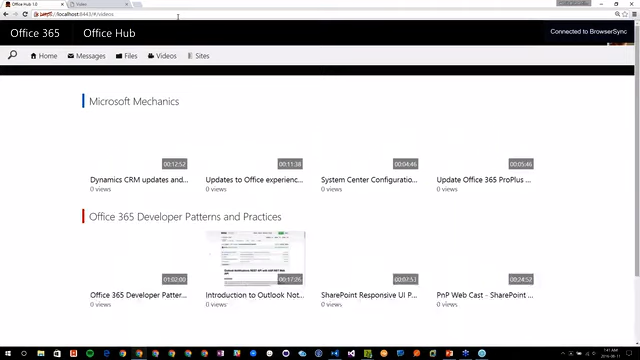 Office Hub 1.0
Video
https://localhost:8443/#/videos
Office 365
Office Hub
Connected to BrowserSync
Home
Messages
Files
Videos
Sites
Microsoft Mechanics
00:12:52
00:11:38
00:04:46
00:05:46
Dynamics CRM updates and...
Updates to Office experienc...
System Center Configuratio...
Update Office 365 ProPlus ...
0 views
0 views
0 views
0 views
Office 365 Developer Patterns and Practices
01:02:00
00:17:26
00:07:51
00:24:52
Office 365 Developer Patter...
Introduction to Outlook Not...
SharePoint Responsive UI P...
PnP Web Cast - SharePoint ...
0 views
0 views
0 views
0 views
7:41 AM